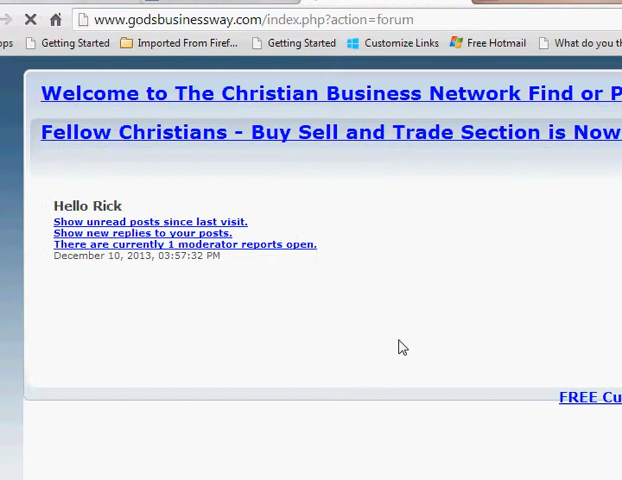 www.godsbusinessway.com/index.php?action=forum
ops Getting Started Imported From Firef... Getting Started Customize Links Free Hotmail What do you th
Welcome to The Christian Business Network Find or P
Fellow Christians - Buy Sell and Trade Section is Now
Hello Rick
Show unread posts since last visit.
Show new replies to your posts.
There are currently 1 moderator reports open.
December 10, 2013, 03:57:32 PM
FREE Cu